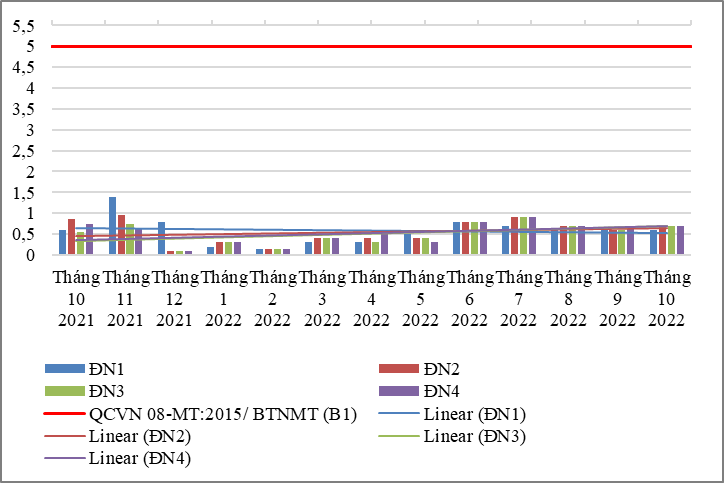 5,5
5
4,5
4
3,5
3
2,5
2
1,5
1
0,5
0
Tháng Tháng Tháng Tháng Tháng Tháng Tháng Tháng Tháng Tháng Tháng Tháng Tháng
10 11 12 1 2 3 4 5 6 7 8 9 10
2021 2021 2021 2022 2022 2022 2022 2022 2022 2022 2022 2022 2022
ĐN1 ĐN2
ĐN3 ĐN4
QCVN 08-MT:2015/ BTNMT (B1) Linear (ĐN1)
Linear (ĐN2) Linear (ĐN3)
Linear (ĐN4)